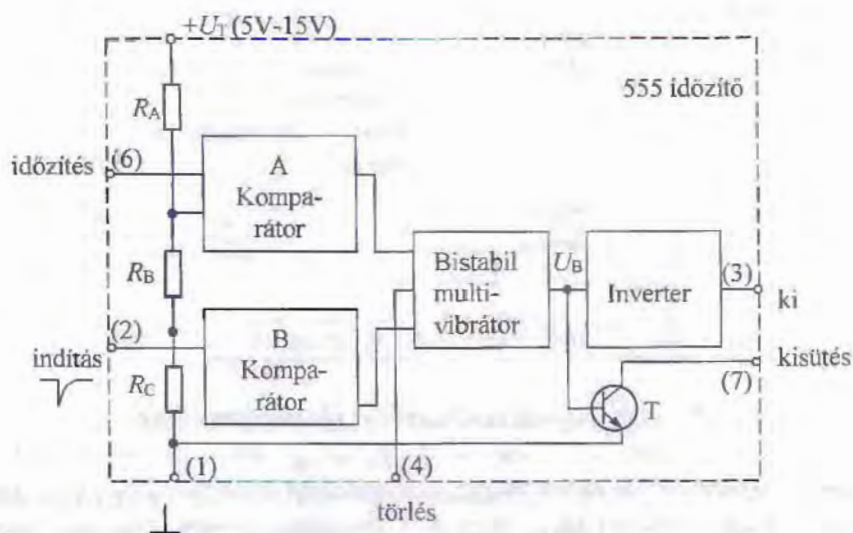 +U_T (5V-15V)
555 időzítő
R_A
időzítés
(6)
A
Kompa-
rátor
R_B
Bistabil
multi-
vibrátor
U_B
Inverter
(3)
ki
(2)
indítás
B
Kompa-
rátor
R_C
T
(7)
kisütés
(1)
(4)
törlés